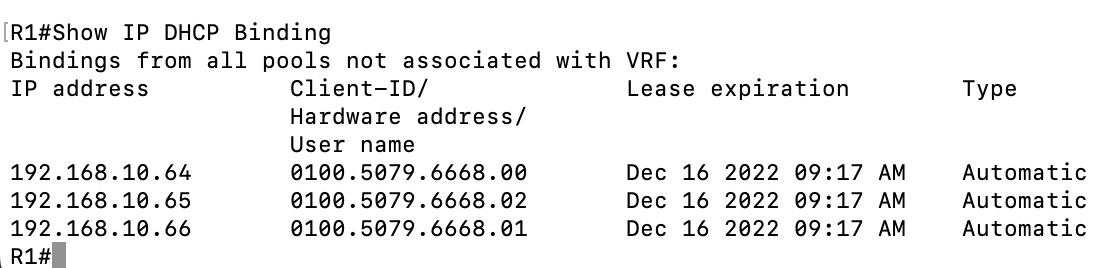 R1#Show IP DHCP Binding
Bindings from all pools not associated with VRF:
IP address          Client-ID/              Lease expiration        Type
                    Hardware address/
                    User name
192.168.10.64       0100.5079.6668.00       Dec 16 2022 09:17 AM    Automatic
192.168.10.65       0100.5079.6668.02       Dec 16 2022 09:17 AM    Automatic
192.168.10.66       0100.5079.6668.01       Dec 16 2022 09:17 AM    Automatic
R1#